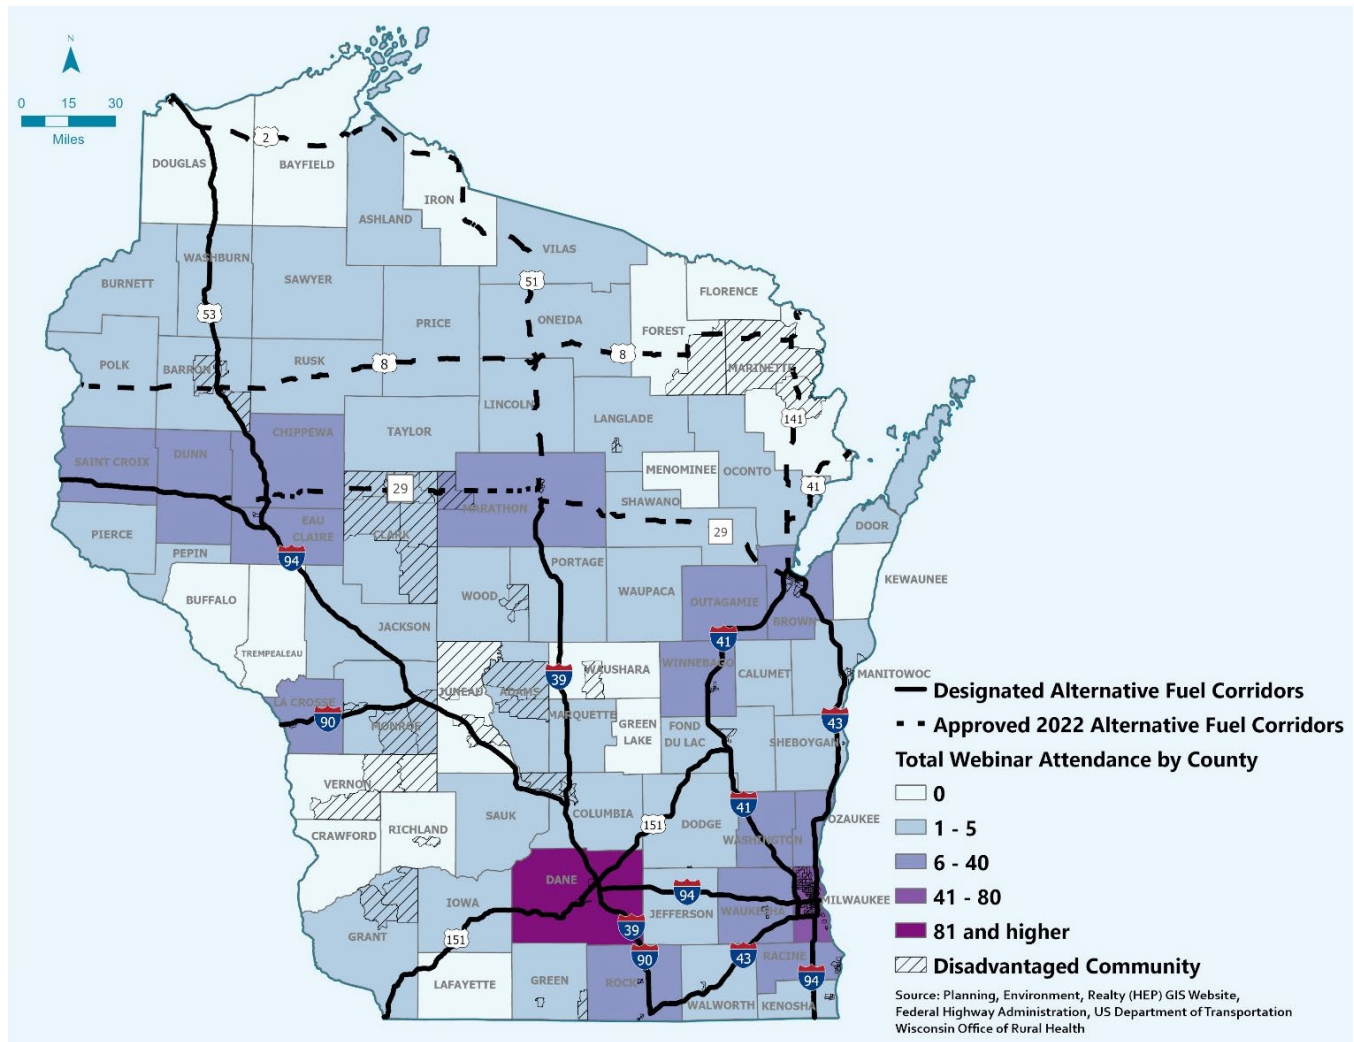 N
0 15 30
Miles
2
DOUGLAS
BAYFIELD
IRON
ASHLAND
VILAS
WASHBURN
SAWYER
BURNETT
51
FLORENCE
53
ONEIDA
PRICE
FOREST
8
RUSK
8
POLK
BARRON
MARINETTE
LINCOLN
LANGLADE
141
TAYLOR
CHIPPEWA
DUNN
SAINT CROIX
MENOMINEE
OCONTO
41
29
SHAWANO
MARATHON
EAU
CLAIRE
CLARK
29
DOOR
PIERCE
PEPIN
94
PORTAGE
KEWAUNEE
BUFFALO
WOOD
WAUPACA
OUTAGAMIE
BROWN
JACKSON
41
TREMPEALEAU
WINNEBAGO
WAUSHARA
CALUMET
MANITOWOC
39
JUNEAU
ADAMS
LA CROSSE
90
MONROE
MARQUETTE
GREEN
LAKE
FOND
DU LAC
43
SHEBOYGAN
VERNON
41
SAUK
COLUMBIA
151
DODGE
OZAUKEE
CRAWFORD
RICHLAND
WASHINGTON
DANE
94
MILWAUKEE
IOWA
JEFFERSON
WAUKESHA
GRANT
151
39
90
43
RACINE
94
LAFAYETTE
GREEN
ROCK
WALWORTH
KENOSHA
Designated Alternative Fuel Corridors
Approved 2022 Alternative Fuel Corridors
Total Webinar Attendance by County
0
1 - 5
6 - 40
41 - 80
81 and higher
Disadvantaged Community
Source: Planning, Environment, Realty (HEP) GIS Website,
Federal Highway Administration, US Department of Transportation
Wisconsin Office of Rural Health